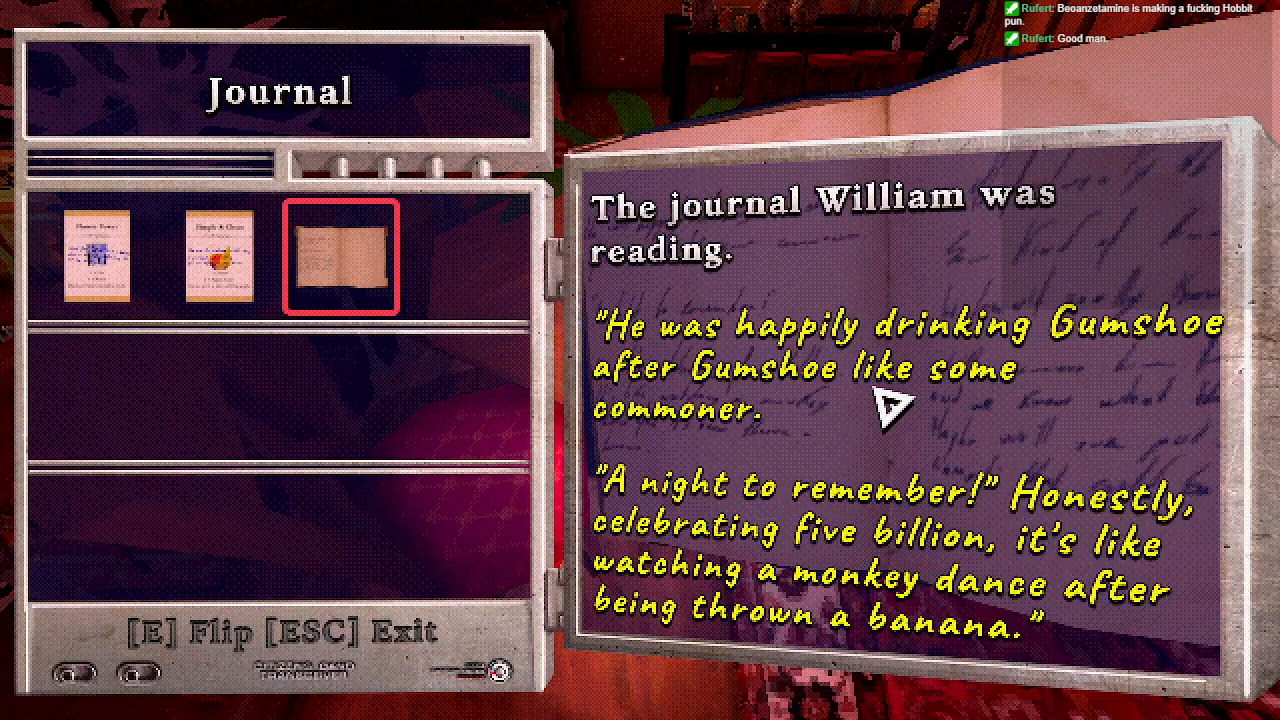 Rufert: Beoanzetamine is making a fucking Hobbit
pun.
Rufert: Good man.
Journal
The journal William was
reading.
"He was happily drinking Gumshoe
after Gumshoe like some
commoner.
"A night to remember!" Honestly,
celebrating five billion, it's like
watching a monkey dance after
being thrown a banana."
[E] Flip [ESC] Exit